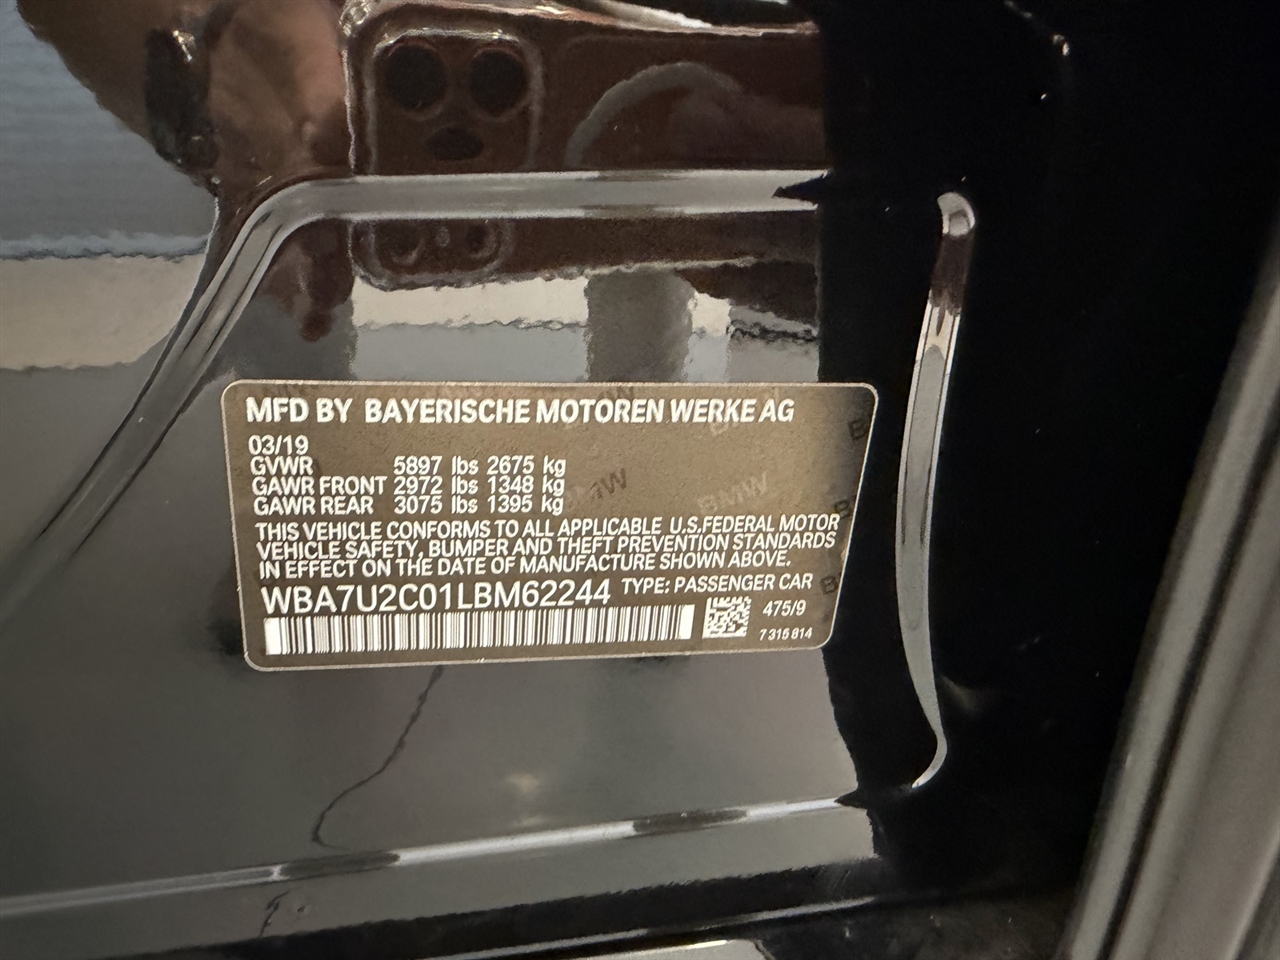 MFD BY BAYERISCHE MOTOREN WERKE AG
03/19
GVWR 5897 lbs 2675 kg
GAWR FRONT 2972 lbs 1348 kg
GAWR REAR 3075 lbs 1395 kg
THIS VEHICLE CONFORMS TO ALL APPLICABLE U.S.FEDERAL MOTOR
VEHICLE SAFETY, BUMPER AND THEFT PREVENTION STANDARDS
IN EFFECT ON THE DATE OF MANUFACTURE SHOWN ABOVE.
WBA7U2C01LBM62244 TYPE: PASSENGER CAR
475/9
7 315 814
BMW
BMW